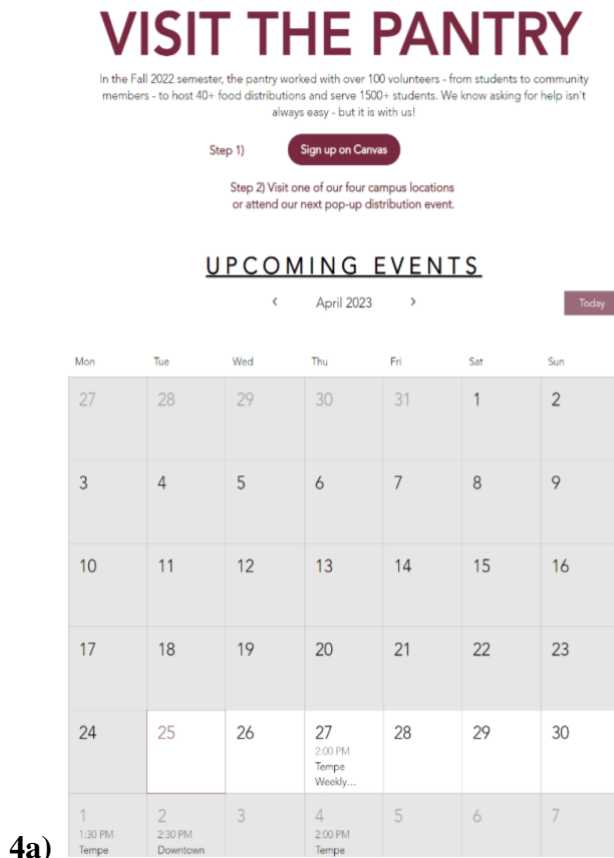 VISIT THE PANTRY
In the Fall 2022 semester, the pantry worked with over 100 volunteers - from students to community
members - to host 40+ food distributions and serve 1500+ students. We know asking for help isn't
always easy - but it is with us!
Step 1) Sign up on Canvas
Step 2) Visit one of our four campus locations
or attend our next pop-up distribution event.
UPCOMING EVENTS
< April 2023 > Today
Mon Tue Wed Thu Fri Sat Sun
27 28 29 30 31 1 2
3 4 5 6 7 8 9
10 11 12 13 14 15 16
17 18 19 20 21 22 23
24 25 26 27 28 29 30
2:00 PM
Tempe
Weekly...
1 2 3 4 5 6 7
1:30 PM 2:30 PM 2:00 PM
4a) Tempe Downtown Tempe